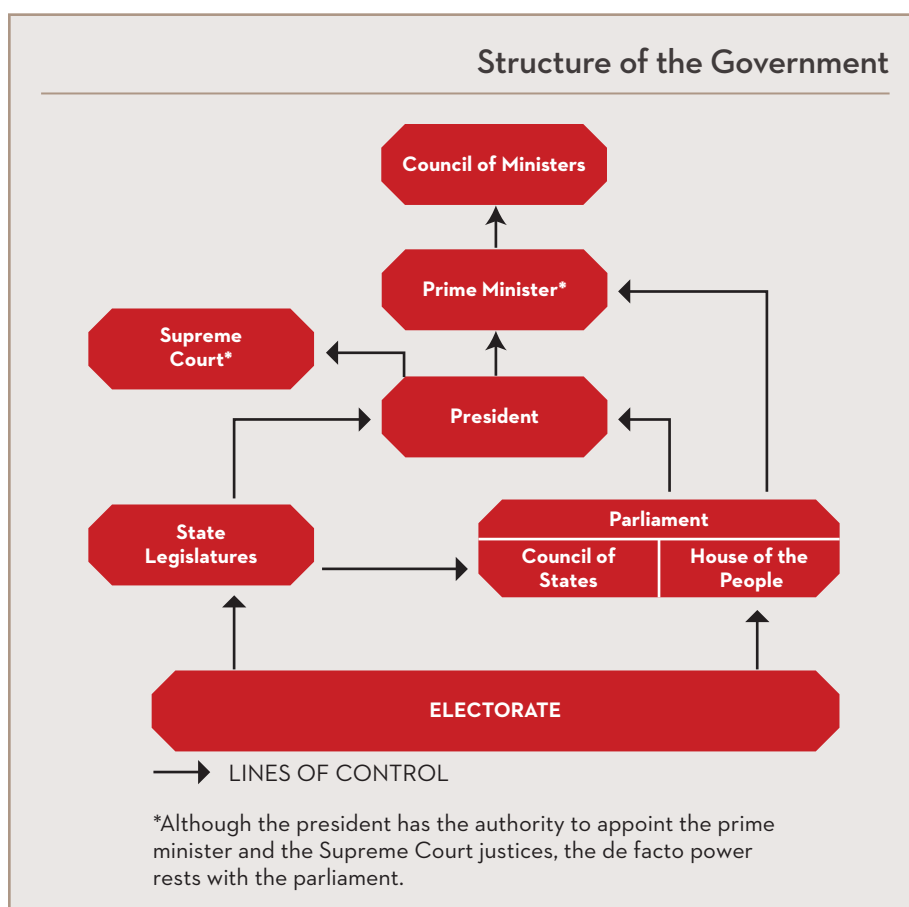 Structure of the Government
Council of Ministers
Prime Minister*
Supreme
Court*
President
State
Legislatures
Parliament
Council of
States
House of the
People
ELECTORATE
LINES OF CONTROL
*Although the president has the authority to appoint the prime
minister and the Supreme Court justices, the de facto power
rests with the parliament.